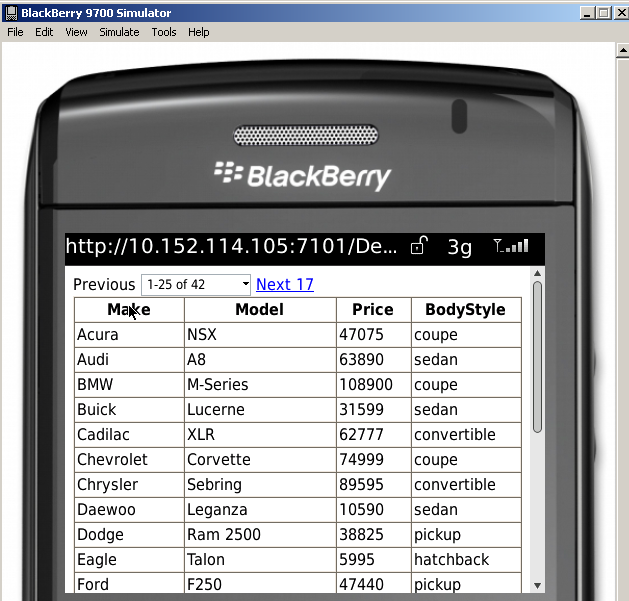 BlackBerry 9700 Simulator
File Edit View Simulate Tools Help
BlackBerry
http://10.152.114.105:7101/De... 3g
Previous 1-25 of 42 Next 17
Make Model Price BodyStyle
Acura NSX 47075 coupe
Audi A8 63890 sedan
BMW M-Series 108900 coupe
Buick Lucerne 31599 sedan
Cadilac XLR 62777 convertible
Chevrolet Corvette 74999 coupe
Chrysler Sebring 89595 convertible
Daewoo Leganza 10590 sedan
Dodge Ram 2500 38825 pickup
Eagle Talon 5995 hatchback
Ford F250 47440 pickup